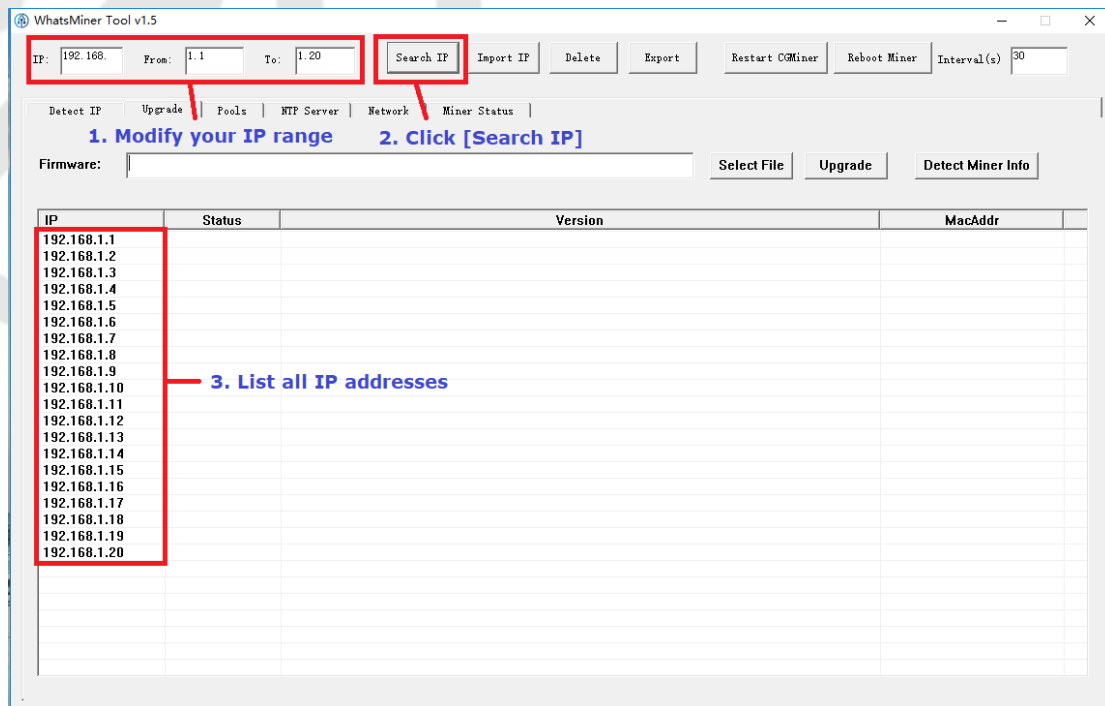 WhatsMiner Tool v1.5
IP: 192.168. From: 1.1 To: 1.20 Search IP Import IP Delete Export Restart CGMiner Reboot Miner Interval(s) 30
Detect IP Upgrade Pools NTP Server Network Miner Status
1. Modify your IP range 2. Click [Search IP]
Firmware: Select File Upgrade Detect Miner Info
IP Status Version MacAddr
192.168.1.1
192.168.1.2
192.168.1.3
192.168.1.4
192.168.1.5
192.168.1.6
192.168.1.7
192.168.1.8
192.168.1.9
3. List all IP addresses
192.168.1.10
192.168.1.11
192.168.1.12
192.168.1.13
192.168.1.14
192.168.1.15
192.168.1.16
192.168.1.17
192.168.1.18
192.168.1.19
192.168.1.20